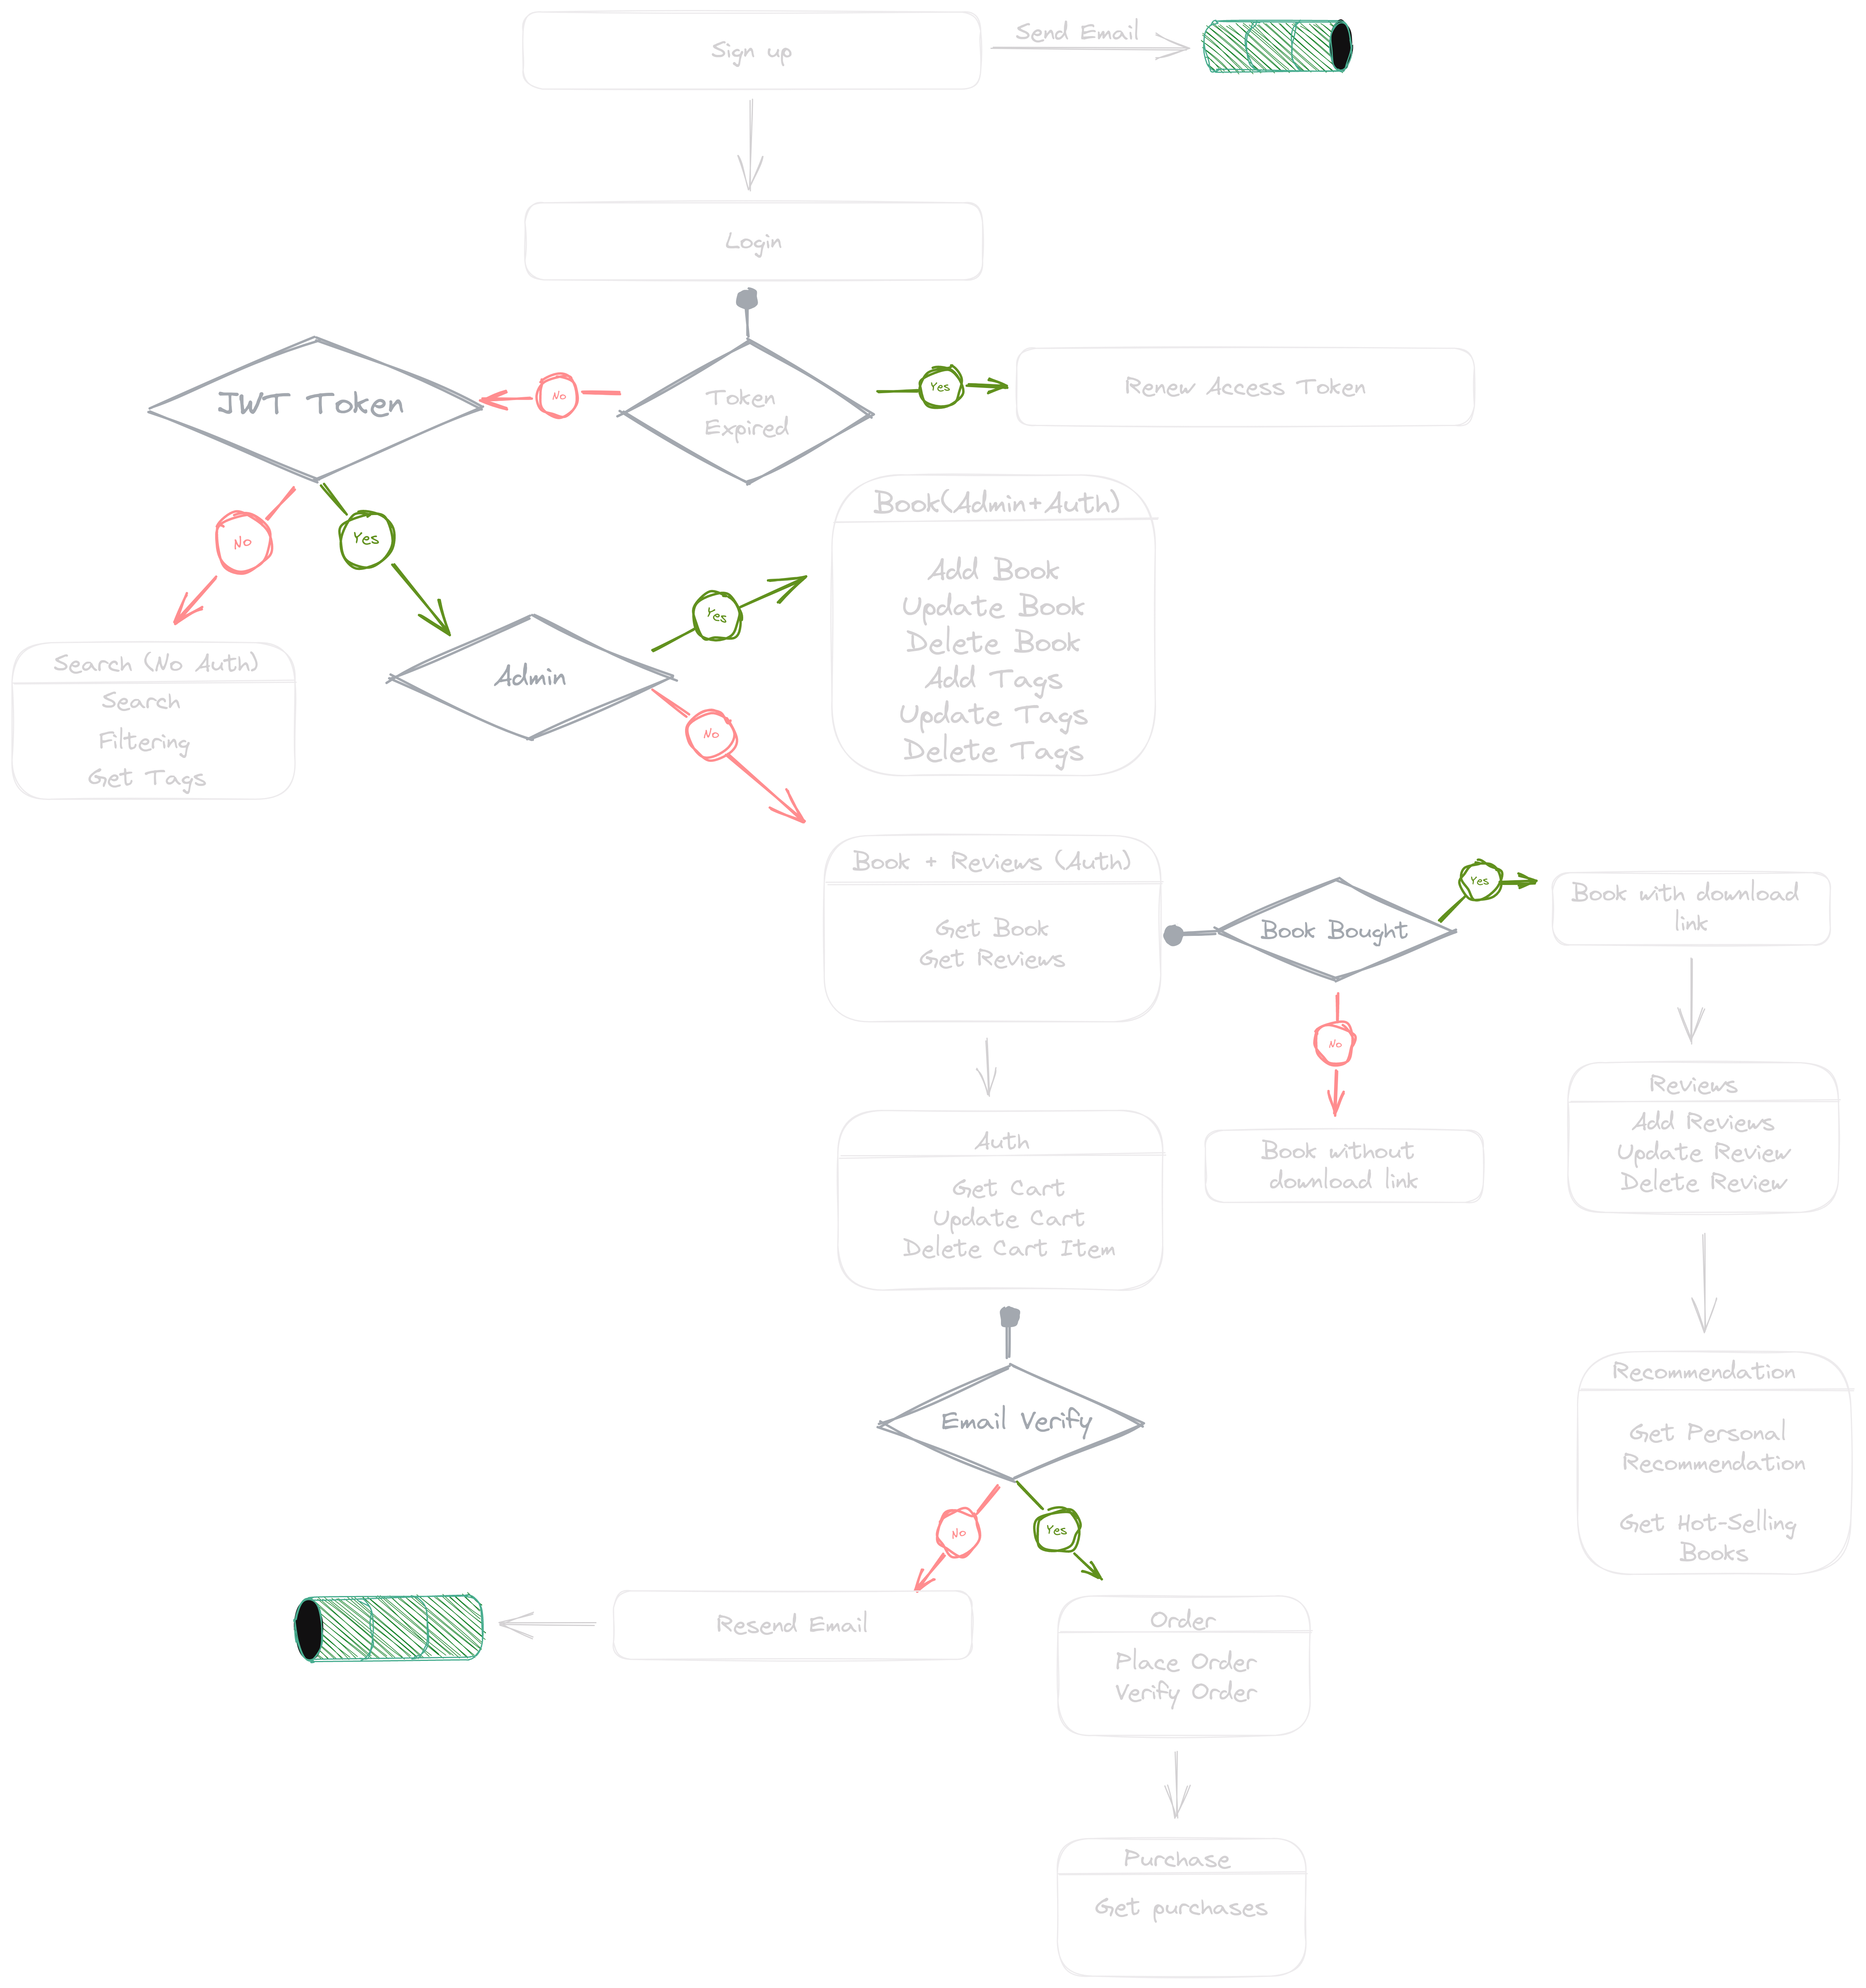 Sign up
Send Email
Login
JWT Token
No
Token
Expired
Yes
Renew Access Token
No
Yes
Search (No Auth)
Search
Filtering
Get Tags
Admin
Yes
No
Book(Admin+Auth)
Add Book
Update Book
Delete Book
Add Tags
Update Tags
Delete Tags
Book + Reviews (Auth)
Get Book
Get Reviews
Book Bought
Yes
Book with download
link
No
Book without
download link
Reviews
Add Reviews
Update Review
Delete Review
Auth
Get Cart
Update Cart
Delete Cart Item
Recommendation
Get Personal
Recommendation
Get Hot-Selling
Books
Email Verify
No
Yes
Resend Email
Order
Place Order
Verify Order
Purchase
Get purchases